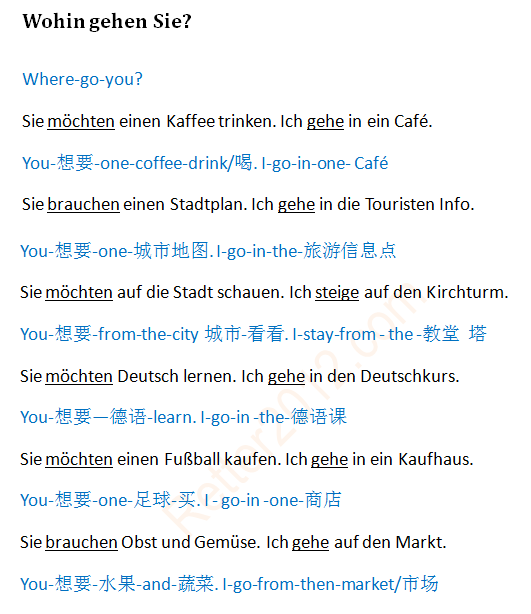 Wohin gehen Sie?
Where-go-you?
Sie möchten einen Kaffee trinken. Ich gehe in ein Café.
You-想要-one-coffee-drink/喝. I-go-in-one- Café
Sie brauchen einen Stadtplan. Ich gehe in die Touristen Info.
You-想要-one-城市地图. I-go-in-the-旅游信息点
Sie möchten auf die Stadt schauen. Ich steige auf den Kirchturm.
You-想要-from-the-city 城市-看看. I-stay-from - the -教堂 塔
Sie möchten Deutsch lernen. Ich gehe in den Deutschkurs.
You-想要—德语-learn. I-go-in -the-德语课
Sie möchten einen Fußball kaufen. Ich gehe in ein Kaufhaus.
You-想要-one-足球-买. I - go-in -one-商店
Sie brauchen Obst und Gemüse. Ich gehe auf den Markt.
You-想要-水果-and-蔬菜. I-go-from-then-market/市场